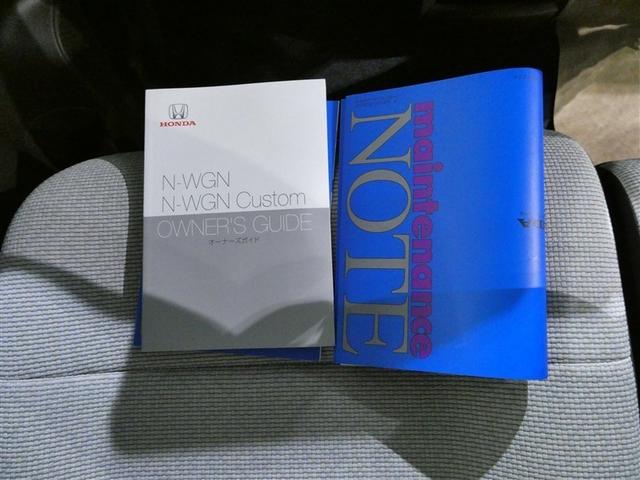 HONDA
N-WGN
N-WGN Custom
OWNER'S GUIDE
オーナーズガイド
maintenance
NOTE